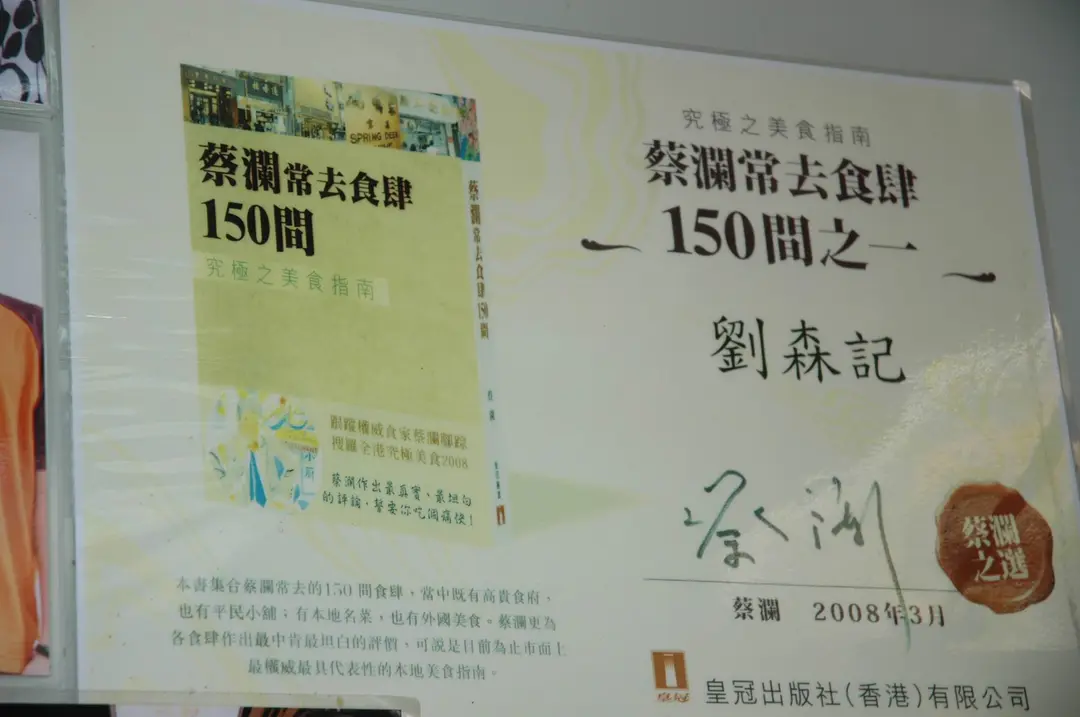 SPRING DEER
蔡瀾常去食肆
150間
究極之美食指南
蔡瀾常去食肆150間
跟蹤權威食家蔡瀾腳蹤
搜羅全港究極美食2008
蔡瀾作出最真實、最坦白
的評論,誓要你吃個痛快!
本書集合蔡瀾常去的150間食肆,當中既有高貴食府,
也有平民小舖;有本地名菜,也有外國美食。蔡瀾更為
各食肆作出最中肯最坦白的評價,可說是目前為止市面上
最權威最具代表性的本地美食指南。
究極之美食指南
蔡瀾常去食肆
150間之一
劉森記
蔡瀾
蔡瀾
之選
蔡瀾 2008年3月
皇冠
皇冠出版社(香港)有限公司